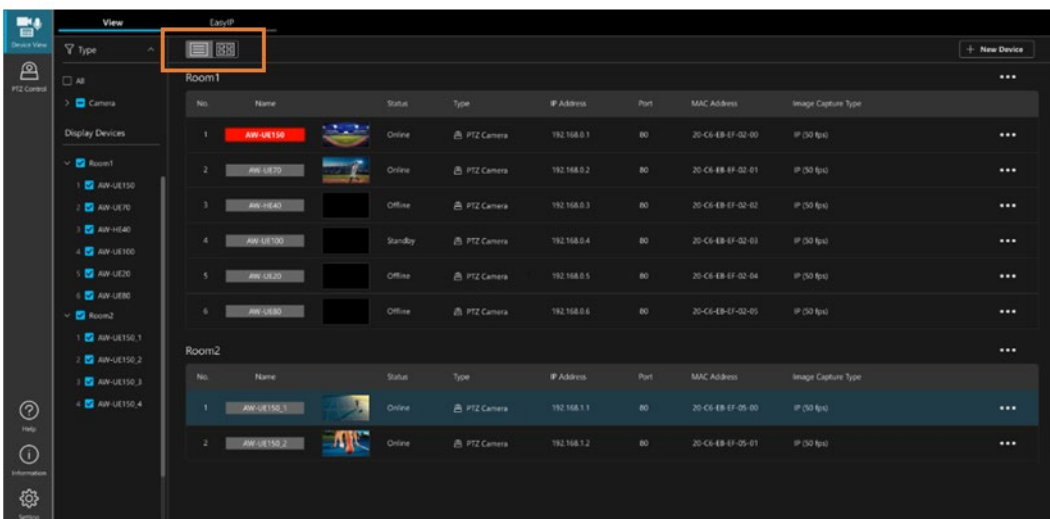 View EasyIP
Device View
PTZ Control
Help
Information
Setting
Type
All
Camera
Display Devices
Room1
1 AW-UE150
2 AW-UE70
3 AW-HE40
4 AW-UE100
5 AW-UE20
6 AW-UE80
Room2
1 AW-UE150_1
2 AW-UE150_2
3 AW-UE150_3
4 AW-UE150_4
+ New Device
Room1
No. Name Status Type IP Address Port MAC Address Image Capture Type
1 AW-UE150 Online PTZ Camera 192.168.0.1 80 20-C6-EB-EF-02-00 IP (50 fps)
2 AW-UE70 Online PTZ Camera 192.168.0.2 80 20-C6-EB-EF-02-01 IP (50 fps)
3 AW-HE40 Offline PTZ Camera 192.168.0.3 80 20-C6-EB-EF-02-02 IP (50 fps)
4 AW-UE100 Standby PTZ Camera 192.168.0.4 80 20-C6-EB-EF-02-03 IP (50 fps)
5 AW-UE20 Offline PTZ Camera 192.168.0.5 80 20-C6-EB-EF-02-04 IP (50 fps)
6 AW-UE80 Offline PTZ Camera 192.168.0.6 80 20-C6-EB-EF-02-05 IP (50 fps)
Room2
No. Name Status Type IP Address Port MAC Address Image Capture Type
1 AW-UE150_1 Online PTZ Camera 192.168.1.1 80 20-C6-EB-EF-05-00 IP (50 fps)
2 AW-UE150_2 Online PTZ Camera 192.168.1.2 80 20-C6-EB-EF-05-01 IP (50 fps)